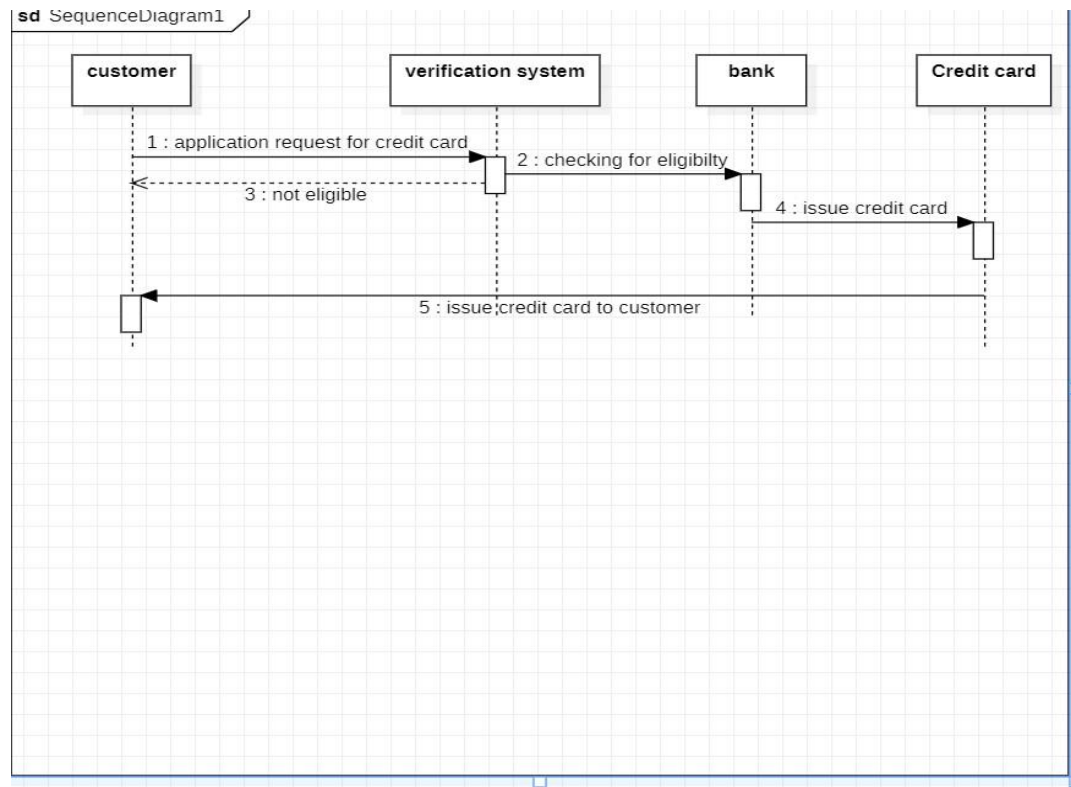 sd SequenceDiagram1
customer
verification system
bank
Credit card
1 : application request for credit card
2 : checking for eligibilty
3 : not eligible
4 : issue credit card
5 : issue credit card to customer